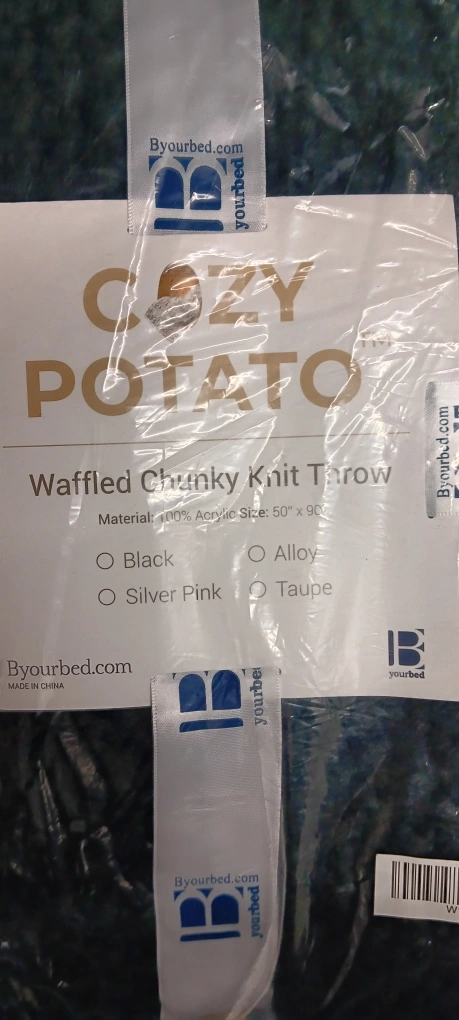 Byourbed.com
B
yourbed
COZY
POTATO
TM
Waffled Chunky Knit Throw
Material: 100% Acrylic Size: 50" x 90"
Black
Alloy
Silver Pink
Taupe
Byourbed.com
Byourbed.com
MADE IN CHINA
B
yourbed
B
Byourbed.com
B
yourbed
W